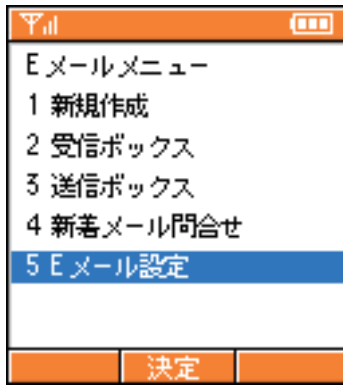 Eメールメニュー
1 新規作成
2 受信ボックス
3 送信ボックス
4 新着メール問合せ
5 Eメール設定
決定